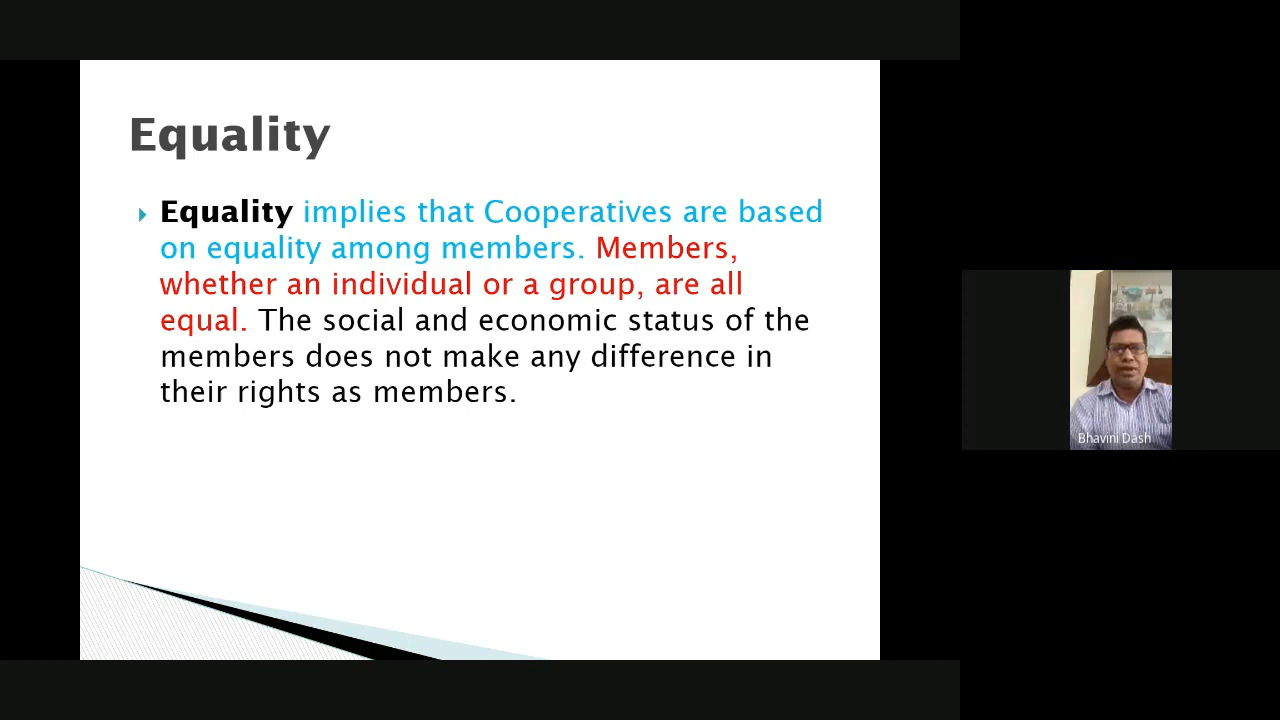 Equality
Equality implies that Cooperatives are based
on equality among members. Members,
whether an individual or a group, are all
equal. The social and economic status of the
members does not make any difference in
their rights as members.
Bhavini Dash